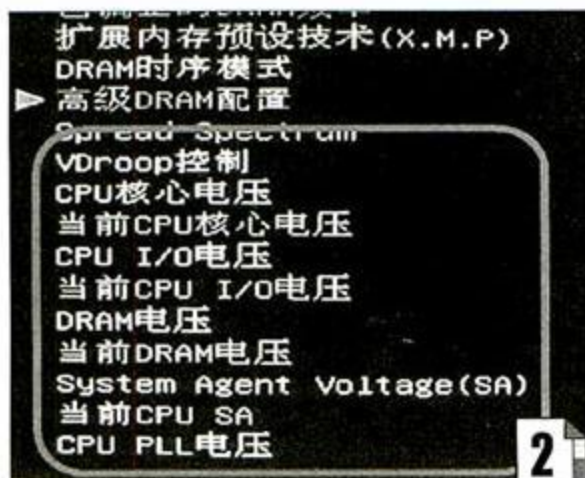 扩展内存预设技术(X.M.P)
DRAM时序模式
高级DRAM配置
Spread Spectrum
VDroop控制
CPU核心电压
当前CPU核心电压
CPU I/O电压
当前CPU I/O电压
DRAM电压
当前DRAM电压
System Agent Voltage(SA)
当前CPU SA
CPU PLL电压
2